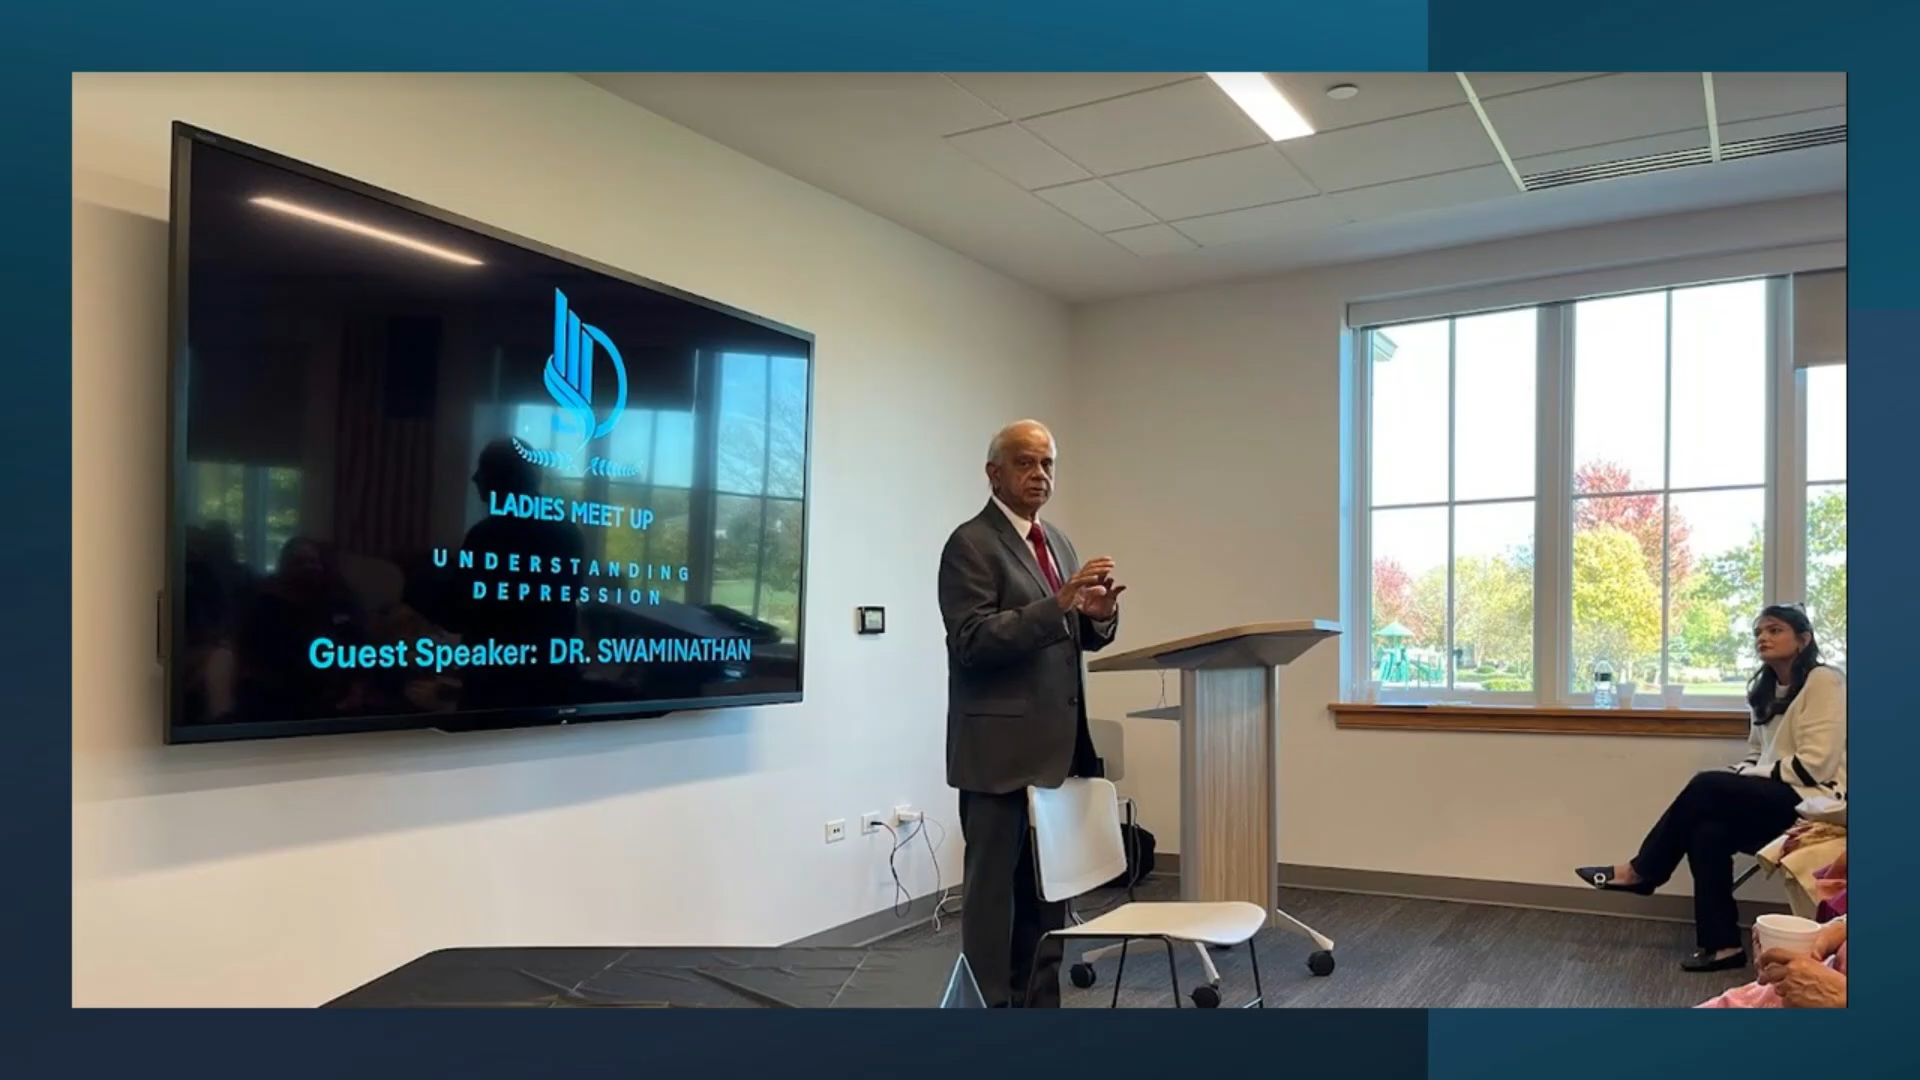 LADIES MEET UP
UNDERSTANDING
DEPRESSION
Guest Speaker: DR. SWAMINATHAN